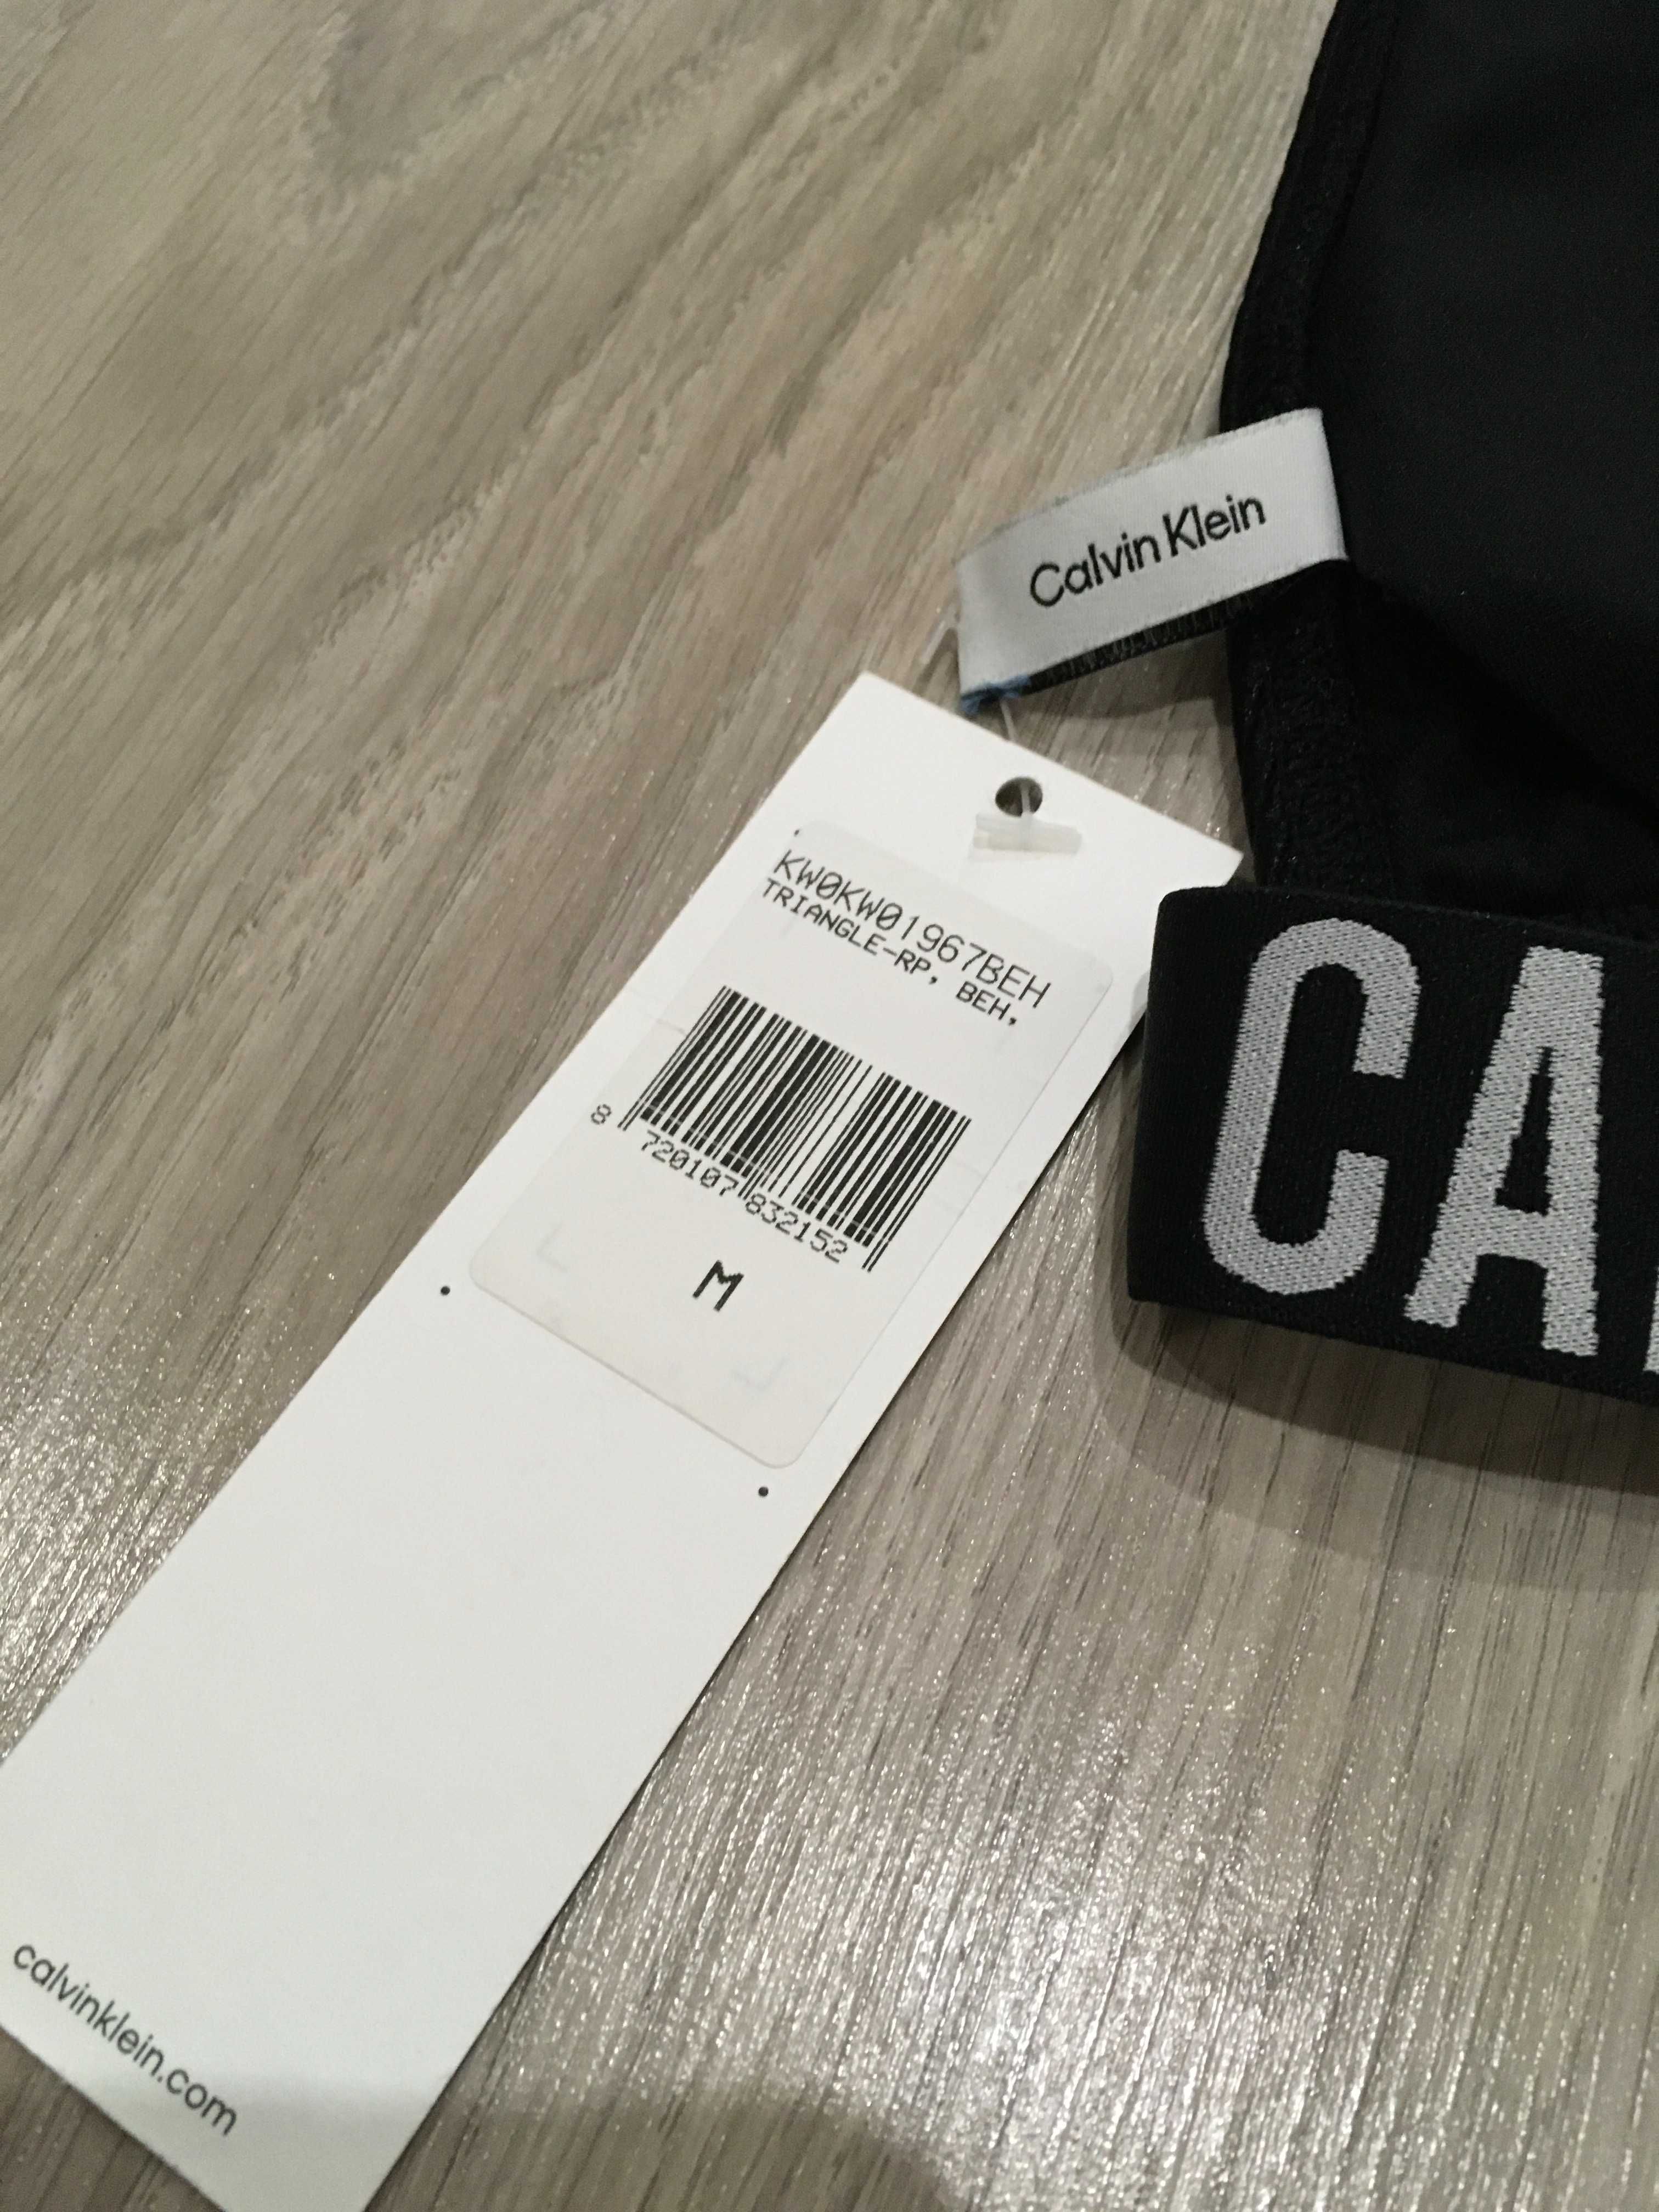 Calvin Klein
KW0KW01967BEH
TRIANGLE-RP, BEH,
8 720107 832152
M
CA
calvinklein.com